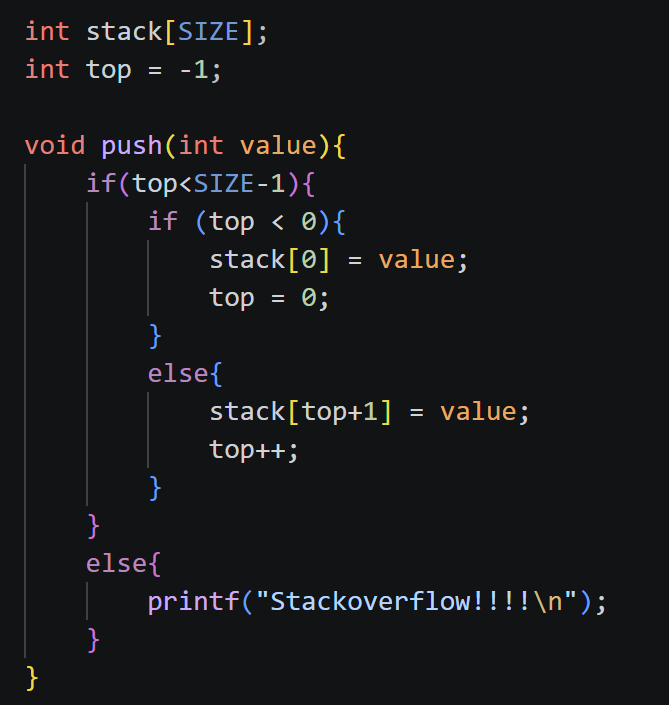 int stack[SIZE];
int top = -1;

void push(int value){
    if(top<SIZE-1){
        if (top < 0){
            stack[0] = value;
            top = 0;
        }
        else{
            stack[top+1] = value;
            top++;
        }
    }
    else{
        printf("Stackoverflow!!!!\n");
    }
}